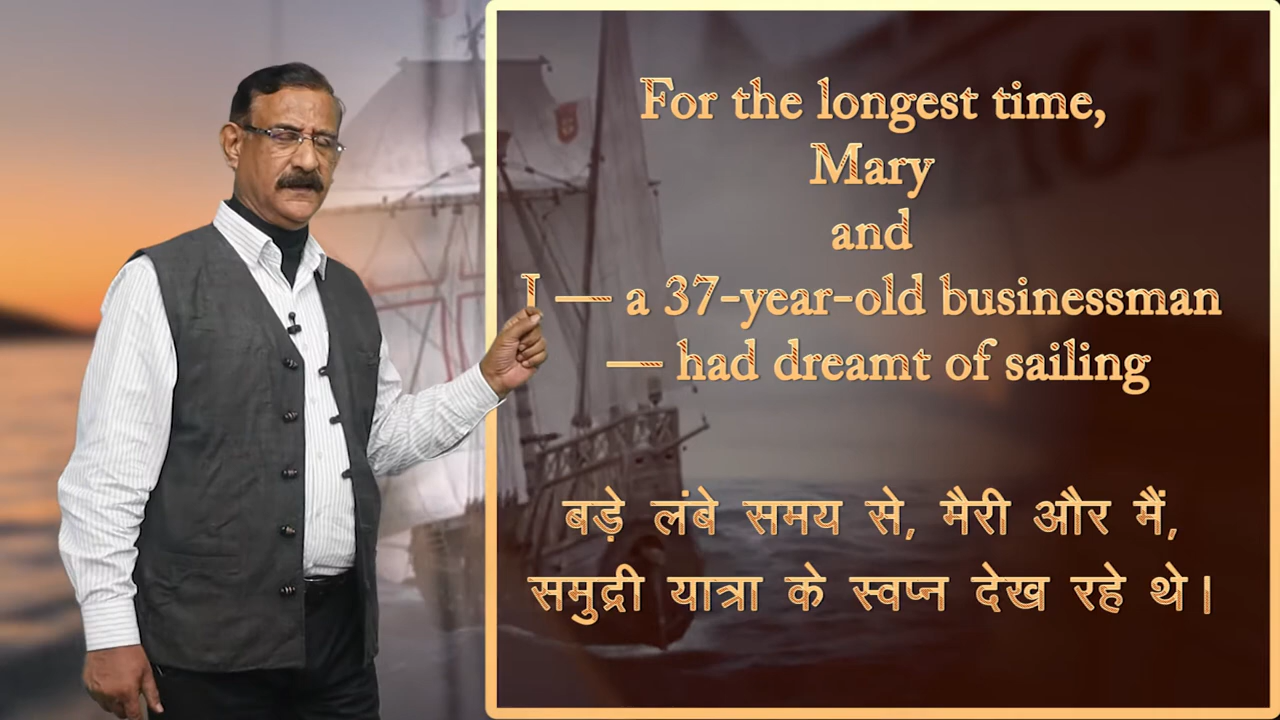 For the longest time,
Mary
and
I — a 37-year-old businessman
— had dreamt of sailing
बड़े लंबे समय से, मैरी और मैं,
समुद्री यात्रा के स्वप्न देख रहे थे।